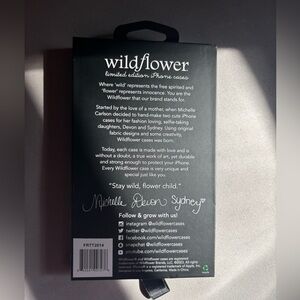 wildflower
limited edition iPhone cases
Where 'wild' represents the free spirited and
'flower' represents innocence. You are the
Wildflower that our brand stands for.
Started by the love of a mother, when Michelle
Carlson decided to hand-make two cute iPhone
cases for her fashion loving, selfie-taking
daughters, Devon and Sydney. Using original
fabric designs and some creativity,
Wildflower cases was born.
Today, each case is made with love and is
without a doubt, a true work of art, yet durable
and strong enough to protect your iPhone.
Every Wildflower case is very unique and
special just like you.
"Stay wild, flower child."
Michelle Devon Sydney
Follow & grow with us!
instagram @wildflowercases
twitter @wildflowercases
facebook.com/wildflowercases
snapchat @wildflowercases
youtube.com/wildflowercases
FRTT2014